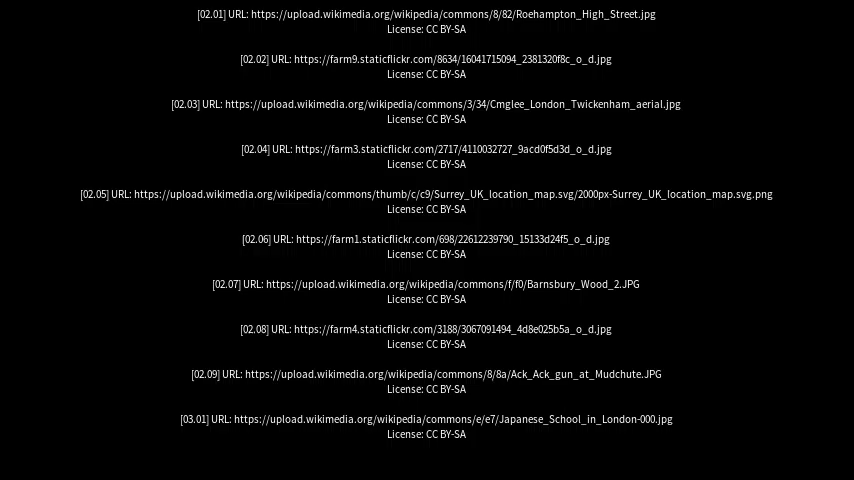 [02.01] URL: https://upload.wikimedia.org/wikipedia/commons/8/82/Roehampton_High_Street.jpg
License: CC BY-SA
[02.02] URL: https://farm9.staticflickr.com/8634/16041715094_2381320f8c_o_d.jpg
License: CC BY-SA
[02.03] URL: https://upload.wikimedia.org/wikipedia/commons/3/34/Cmglee_London_Twickenham_aerial.jpg
License: CC BY-SA
[02.04] URL: https://farm3.staticflickr.com/2717/4110032727_9acd0f5d3d_o_d.jpg
License: CC BY-SA
[02.05] URL: https://upload.wikimedia.org/wikipedia/commons/thumb/c/c9/Surrey_UK_location_map.svg/2000px-Surrey_UK_location_map.svg.png
License: CC BY-SA
[02.06] URL: https://farm1.staticflickr.com/698/22612239790_15133d24f5_o_d.jpg
License: CC BY-SA
[02.07] URL: https://upload.wikimedia.org/wikipedia/commons/f/f0/Barnsbury_Wood_2.JPG
License: CC BY-SA
[02.08] URL: https://farm4.staticflickr.com/3188/3067091494_4d8e025b5a_o_d.jpg
License: CC BY-SA
[02.09] URL: https://upload.wikimedia.org/wikipedia/commons/8/8a/Ack_Ack_gun_at_Mudchute.JPG
License: CC BY-SA
[03.01] URL: https://upload.wikimedia.org/wikipedia/commons/e/e7/Japanese_School_in_London-000.jpg
License: CC BY-SA